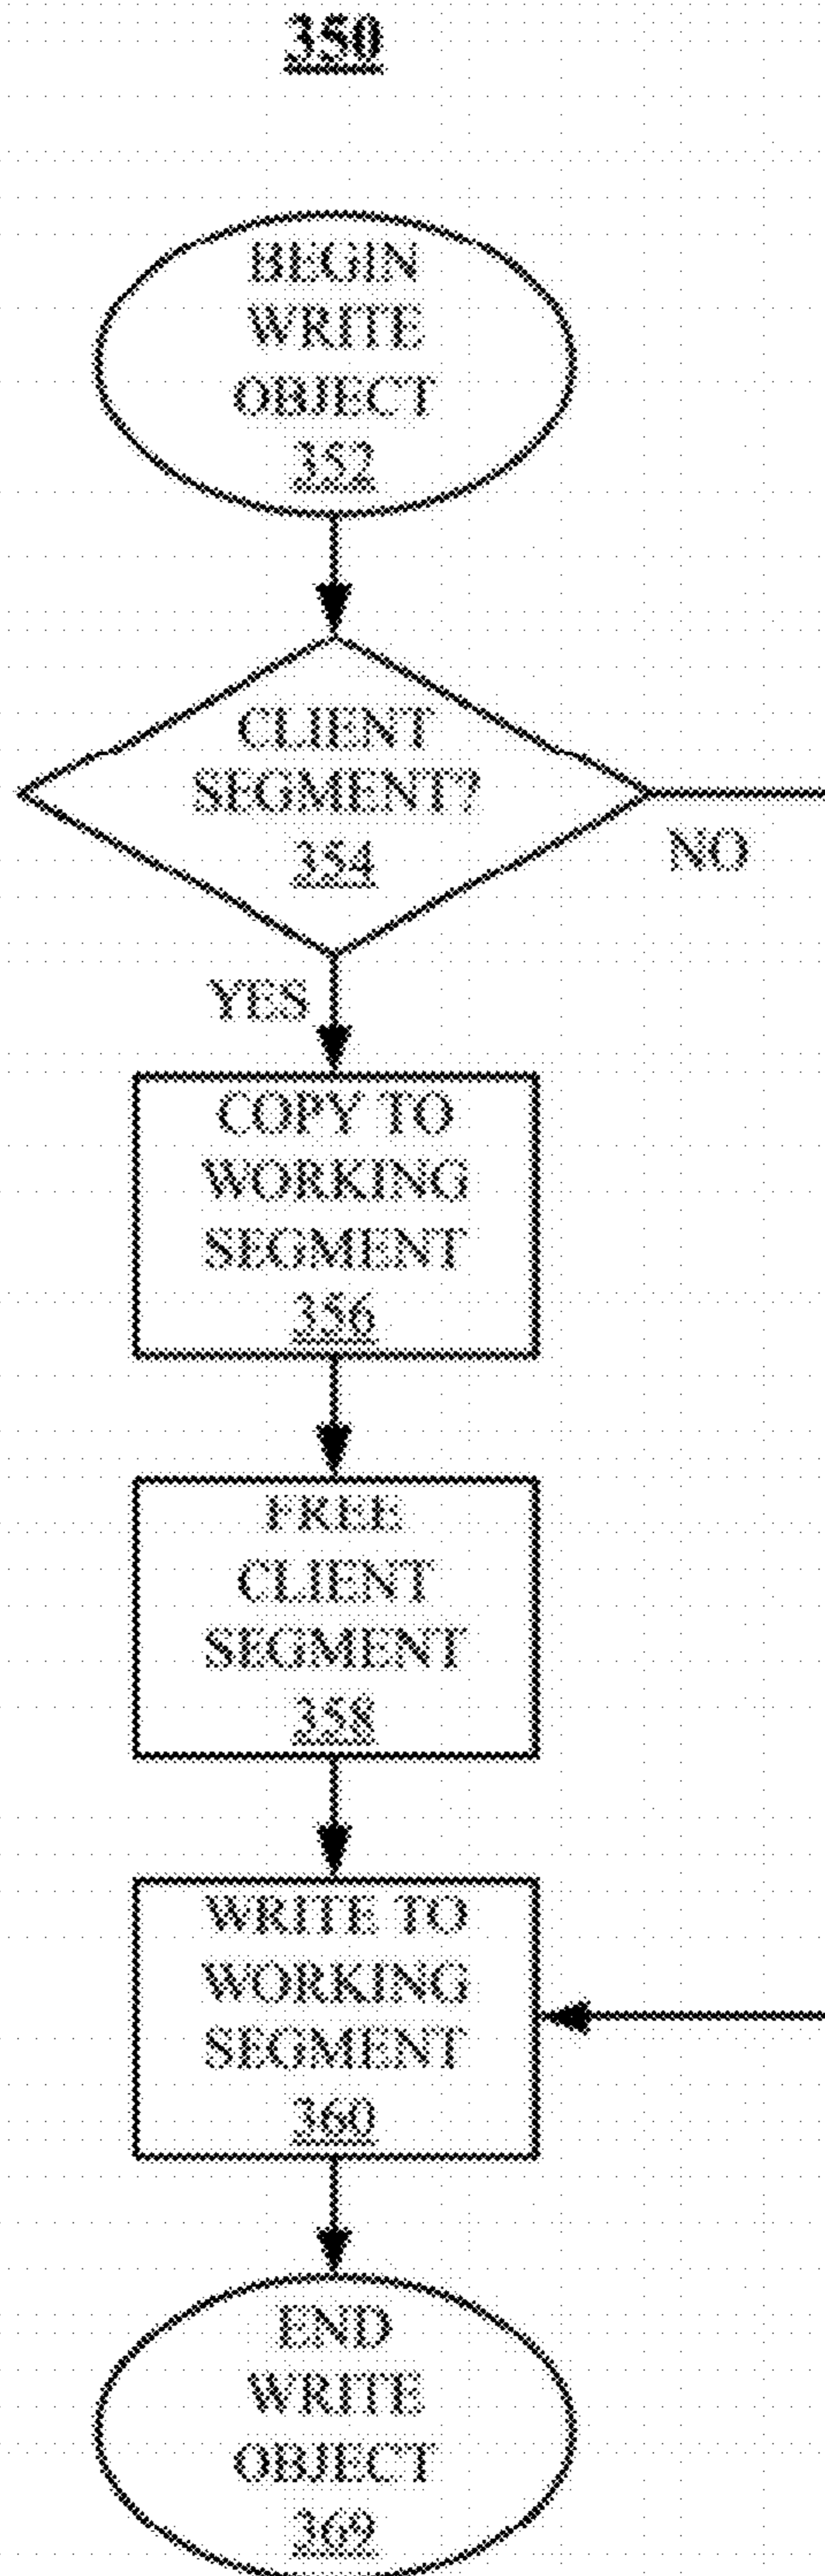 350
BEGIN
WRITE
OBJECT
352
CLIENT
SEGMENT?
354
NO
YES
COPY TO
WORKING
SEGMENT
356
FREE
CLIENT
SEGMENT
358
WRITE TO
WORKING
SEGMENT
360
END
WRITE
OBJECT
369